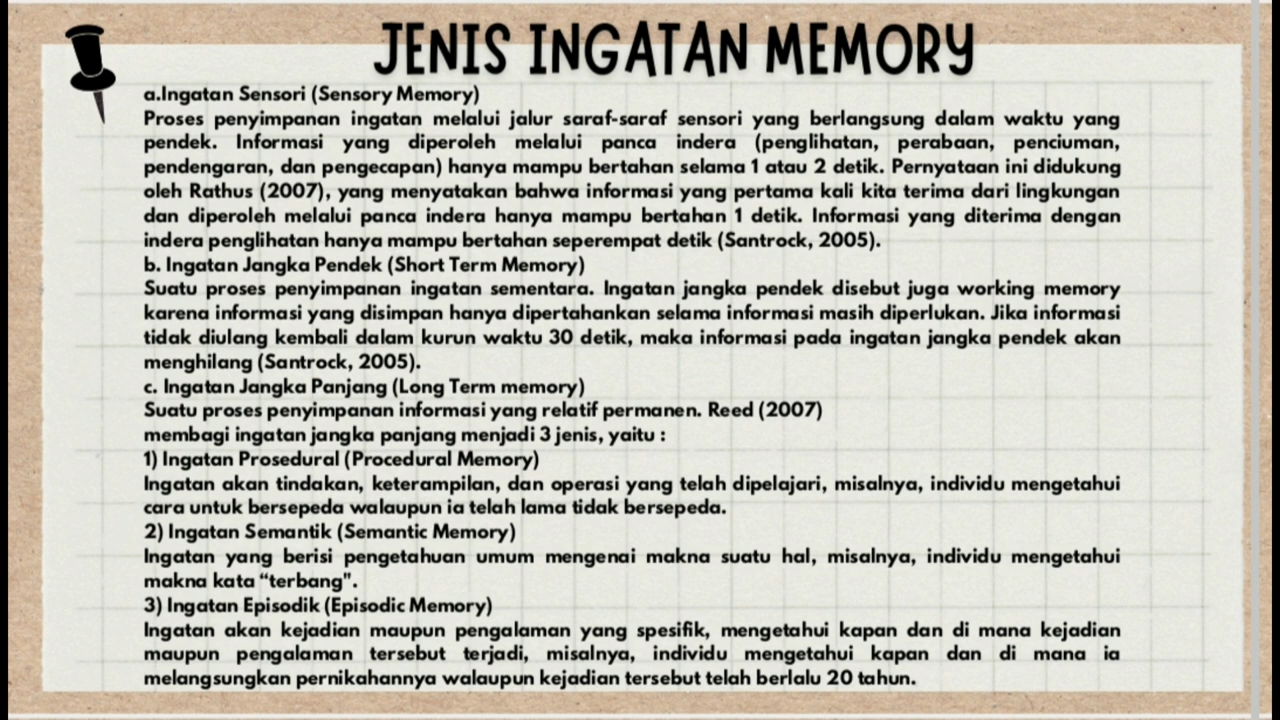 JENIS INGATAN MEMORY
a.Ingatan Sensori (Sensory Memory)
Proses penyimpanan ingatan melalui jalur saraf-saraf sensori yang berlangsung dalam waktu yang
pendek. Informasi yang diperoleh melalui panca indera (penglihatan, perabaan, penciuman,
pendengaran, dan pengecapan) hanya mampu bertahan selama 1 atau 2 detik. Pernyataan ini didukung
oleh Rathus (2007), yang menyatakan bahwa informasi yang pertama kali kita terima dari lingkungan
dan diperoleh melalui panca indera hanya mampu bertahan 1 detik. Informasi yang diterima dengan
indera penglihatan hanya mampu bertahan seperempat detik (Santrock, 2005).
b. Ingatan Jangka Pendek (Short Term Memory)
Suatu proses penyimpanan ingatan sementara. Ingatan jangka pendek disebut juga working memory
karena informasi yang disimpan hanya dipertahankan selama informasi masih diperlukan. Jika informasi
tidak diulang kembali dalam kurun waktu 30 detik, maka informasi pada ingatan jangka pendek akan
menghilang (Santrock, 2005).
c. Ingatan Jangka Panjang (Long Term memory)
Suatu proses penyimpanan informasi yang relatif permanen. Reed (2007)
membagi ingatan jangka panjang menjadi 3 jenis, yaitu :
1) Ingatan Prosedural (Procedural Memory)
Ingatan akan tindakan, keterampilan, dan operasi yang telah dipelajari, misalnya, individu mengetahui
cara untuk bersepeda walaupun ia telah lama tidak bersepeda.
2) Ingatan Semantik (Semantic Memory)
Ingatan yang berisi pengetahuan umum mengenai makna suatu hal, misalnya, individu mengetahui
makna kata “terbang".
3) Ingatan Episodik (Episodic Memory)
Ingatan akan kejadian maupun pengalaman yang spesifik, mengetahui kapan dan di mana kejadian
maupun pengalaman tersebut terjadi, misalnya, individu mengetahui kapan dan di mana ia
melangsungkan pernikahannya walaupun kejadian tersebut telah berlalu 20 tahun.